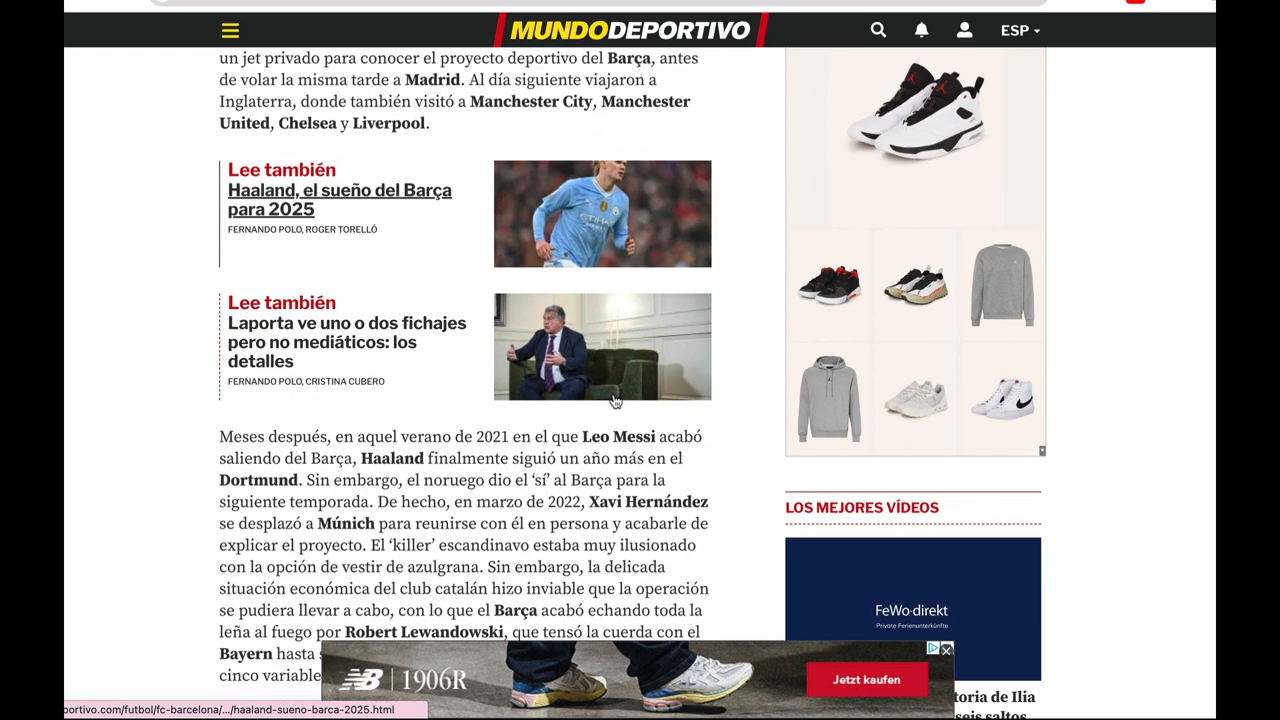 MUNDODEPORTIVO
ESP
un jet privado para conocer el proyecto deportivo del Barça, antes
de volar la misma tarde a Madrid. Al día siguiente viajaron a
Inglaterra, donde también visitó a Manchester City, Manchester
United, Chelsea y Liverpool.
Lee también
Haaland, el sueño del Barça
para 2025
FERNANDO POLO, ROGER TORELLÓ
Lee también
Laporta ve uno o dos fichajes
pero no mediáticos: los
detalles
FERNANDO POLO, CRISTINA CUBERO
Meses después, en aquel verano de 2021 en el que Leo Messi acabó
saliendo del Barça, Haaland finalmente siguió un año más en el
Dortmund. Sin embargo, el noruego dio el ‘sí’ al Barça para la
siguiente temporada. De hecho, en marzo de 2022, Xavi Hernández
se desplazó a Múnich para reunirse con él en persona y acabarle de
explicar el proyecto. El ‘killer’ escandinavo estaba muy ilusionado
con la opción de vestir de azulgrana. Sin embargo, la delicada
situación económica del club catalán hizo inviable que la operación
se pudiera llevar a cabo, con lo que el Barça acabó echando toda la
leña al fuego por Robert Lewandowski, que tensó la cuerda con el
Bayern hasta
cinco variable
LOS MEJORES VÍDEOS
FeWo-direkt
Private Ferienunterkünfte
toria de Ilia
seis saltos
NB 1906R
Jetzt kaufen
portivo.com/futbol/fc-barcelona/.../haaland-sueno-barca-2025.html